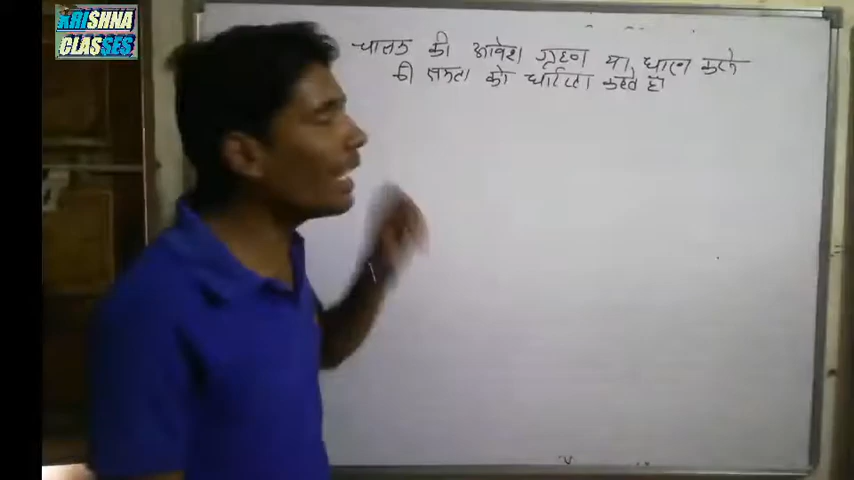 KRISHNA
CLASSES
चालक की आवेश ग्रहण या धारण करने
की क्षमता को धारिता कहते हैं